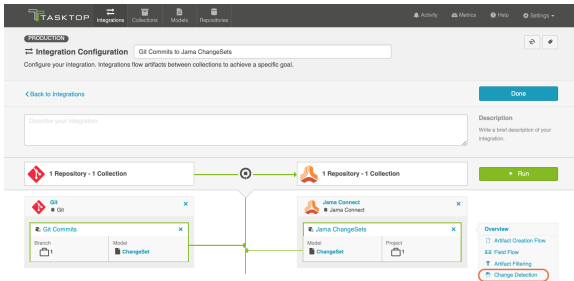 TASKTOP
Integrations
Collections
Models
Repositories
Activity
Metrics
Help
Settings
PRODUCTION
Integration Configuration
Git Commits to Jama ChangeSets
Configure your integration. Integrations flow artifacts between collections to achieve a specific goal.
Back to Integrations
Done
Describe your integration
Description
Write a brief description of your
integration.
1 Repository - 1 Collection
1 Repository - 1 Collection
Run
Git
Git
Git Commits
Branch
1
Model
ChangeSet
Jama Connect
Jama Connect
Jama ChangeSets
Model
ChangeSet
Project
1
Overview
Artifact Creation Flow
Field Flow
Artifact Filtering
Change Detection